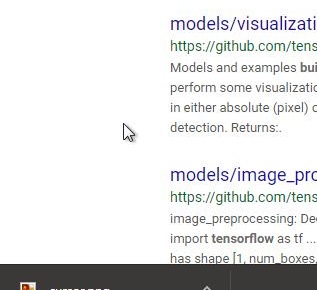 models/visualizati
https://github.com/tens
Models and examples bui
perform some visualizatio
in either absolute (pixel) o
detection. Returns:.
models/image_pro
https://github.com/tens
image_preprocessing: De
import tensorflow as tf ...
has shape [1, num_boxes,